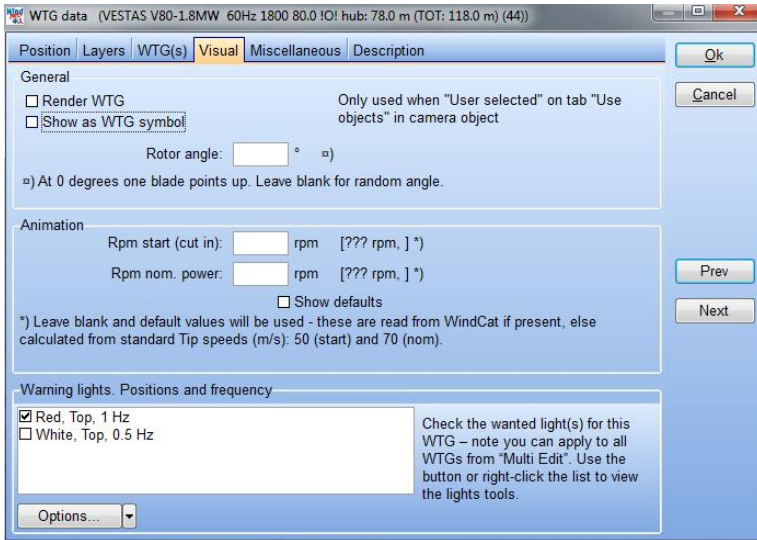 WTG data (VESTAS V80-1.8MW 60Hz 1800 80.0 !O! hub: 78.0 m (TOT: 118.0 m) (44))
Position Layers WTG(s) Visual Miscellaneous Description
Ok
Cancel
General
Render WTG
Show as WTG symbol
Only used when "User selected" on tab "Use
objects" in camera object
Rotor angle: ° ¤)
¤) At 0 degrees one blade points up. Leave blank for random angle.
Animation
Rpm start (cut in): rpm [??? rpm, ] *)
Rpm nom. power: rpm [??? rpm, ] *)
Show defaults
*) Leave blank and default values will be used - these are read from WindCat if present, else
calculated from standard Tip speeds (m/s): 50 (start) and 70 (nom).
Prev
Next
Warning lights. Positions and frequency
Red, Top, 1 Hz
White, Top, 0.5 Hz
Check the wanted light(s) for this
WTG – note you can apply to all
WTGs from “Multi Edit”. Use the
button or right-click the list to view
the lights tools.
Options...